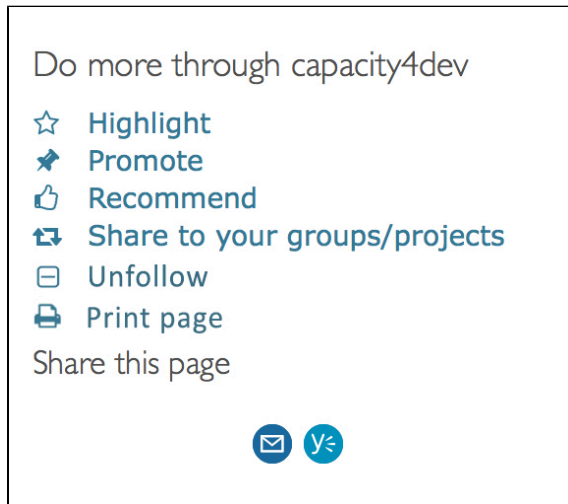 Do more through capacity4dev
Highlight
Promote
Recommend
Share to your groups/projects
Unfollow
Print page
Share this page